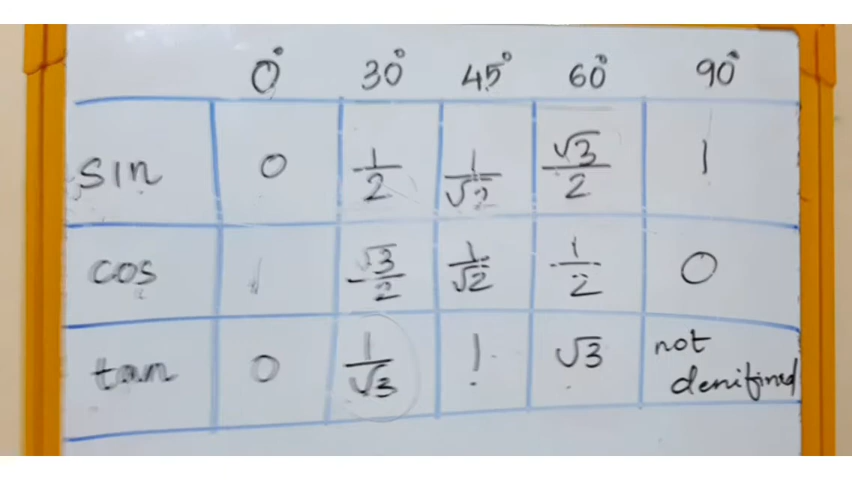 0° 30° 45° 60° 90°
sin 0 1/2 1/√2 √3/2 1
cos 1 √3/2 1/√2 1/2 0
tan 0 1/√3 1 √3 not denifined